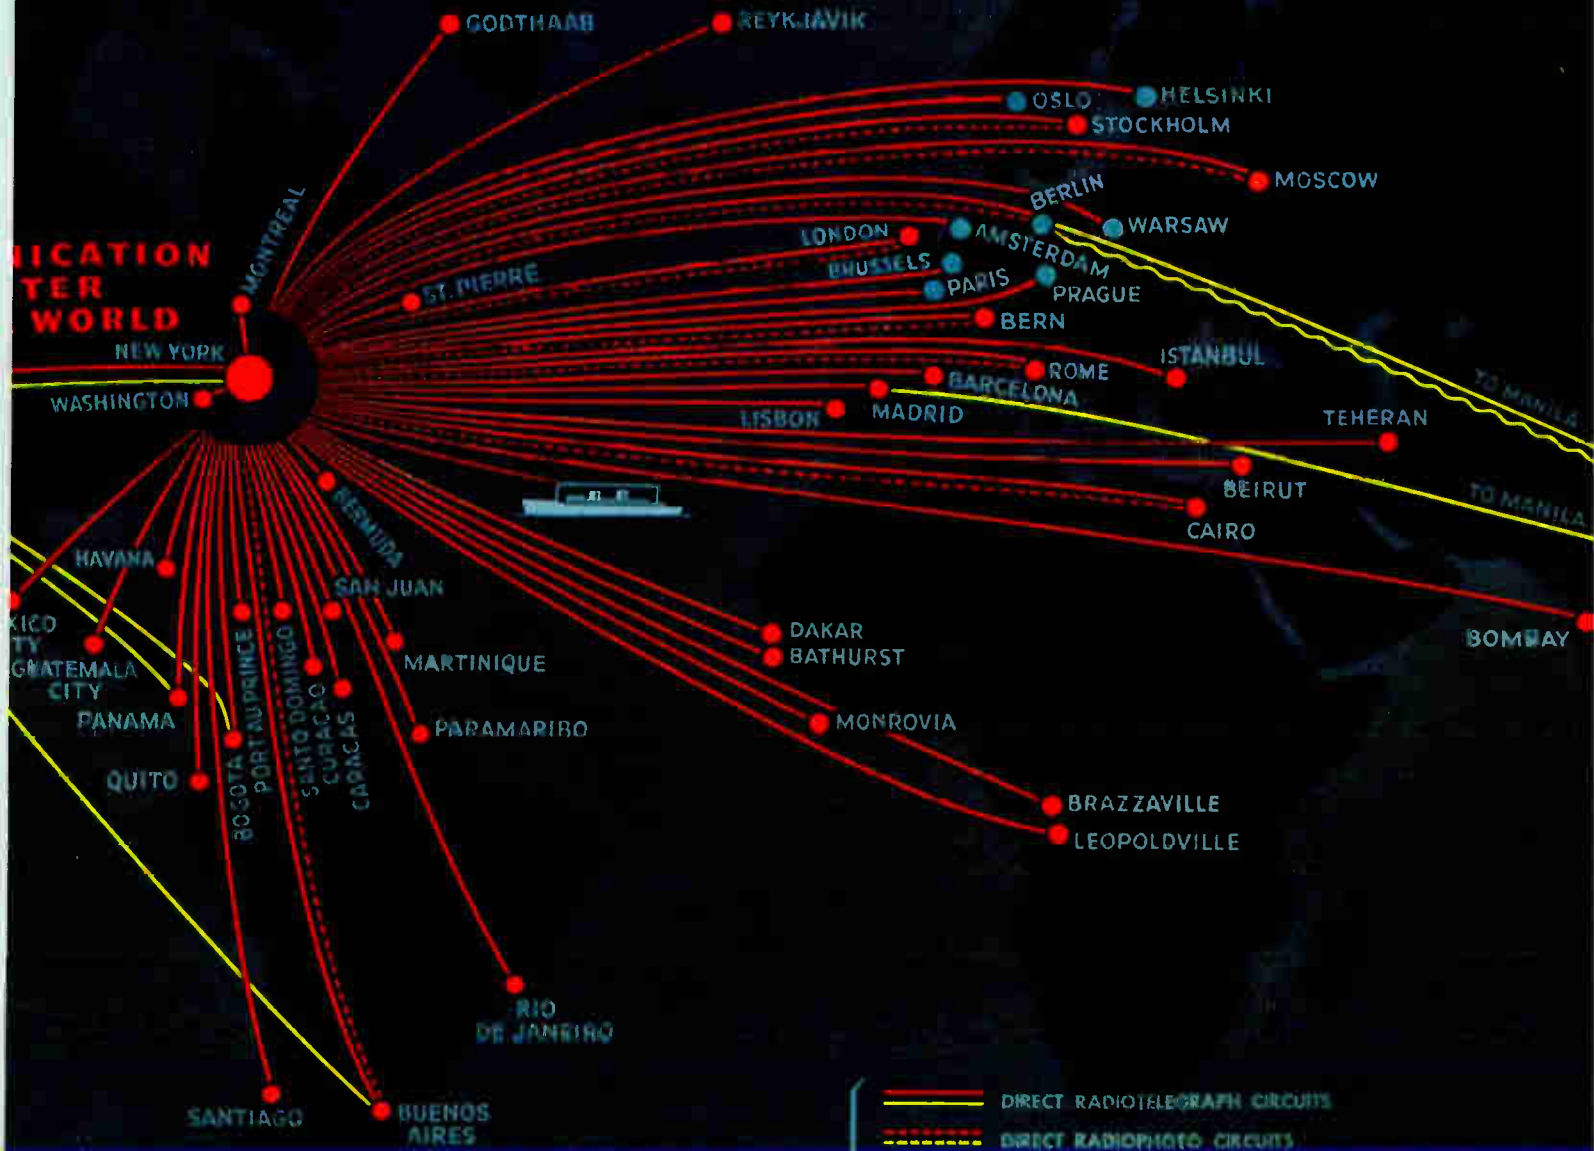 GODTHAAB
REYKJAVIK
OSLO
HELSINKI
STOCKHOLM
MOSCOW
BERLIN
WARSAW
LONDON
AMSTERDAM
BRUSSELS
PARIS
PRAGUE
MONTREAL
NICATION
TER
WORLD
ST. PIERRE
BERN
NEW YORK
ISTANBUL
ROME
WASHINGTON
BARCELONA
MADRID
LISBON
TEHERAN
TO MANILA
BEIRUT
TO MANILA
CAIRO
BERMUDA
HAVANA
SAN JUAN
XICO
TY
GUATEMALA
CITY
DAKAR
BATHURST
BOMBAY
MARTINIQUE
PANAMA
PARAMARIBO
MONROVIA
QUITO
BOGOTA
PORT AU PRINCE
SANTO DOMINGO
CURACAO
CARACAS
BRAZZAVILLE
LEOPOLDVILLE
RIO
DE JANEIRO
SANTIAGO
BUENOS
AIRES
DIRECT RADIOTELEGRAPH CIRCUITS
DIRECT RADIOPHOTO CIRCUITS